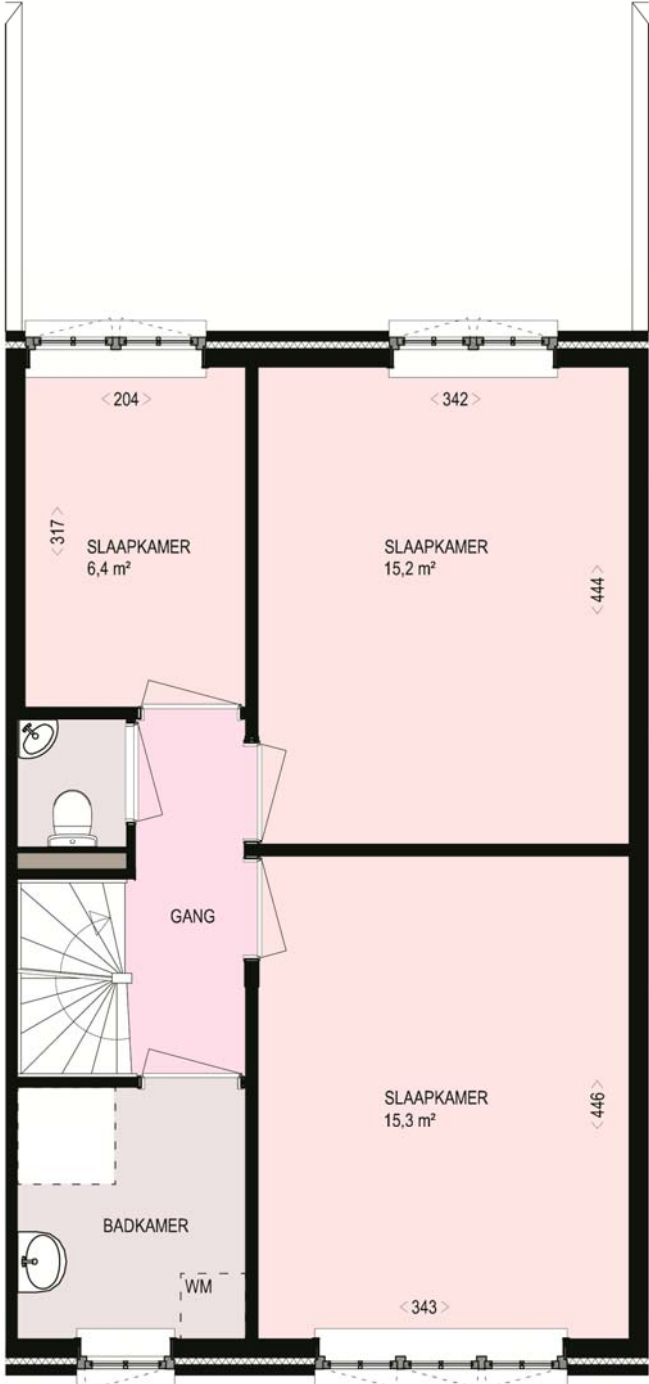 <204>
<342>
<317>
SLAAPKAMER
6,4 m²
SLAAPKAMER
15,2 m²
<444>
GANG
SLAAPKAMER
15,3 m²
<446>
BADKAMER
WM
<343>